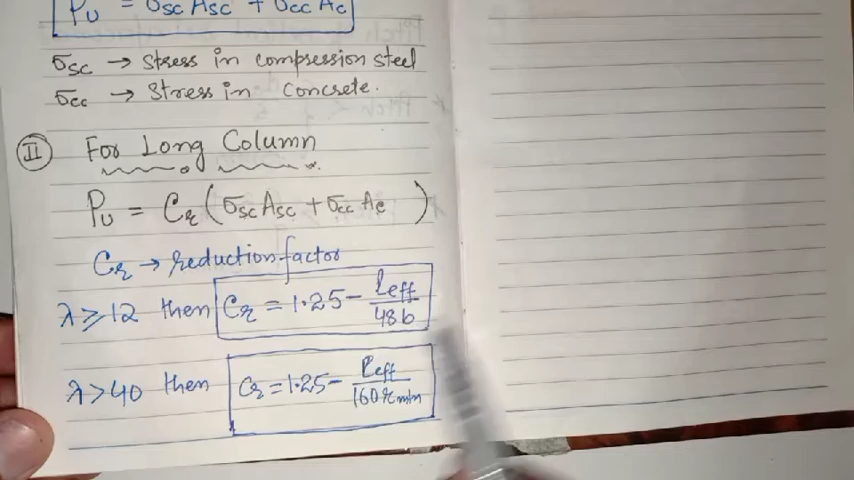 Pu = σsc Asc + σcc Ac
σsc → Stress in compression steel
σcc → Stress in Concrete.
II For Long Column
Pu = Cr (σsc Asc + σcc Ac)
Cr → reduction factor
λ ≥ 12 then Cr = 1.25 - leff/48b
λ > 40 then Cr = 1.25 - leff/160 rmin